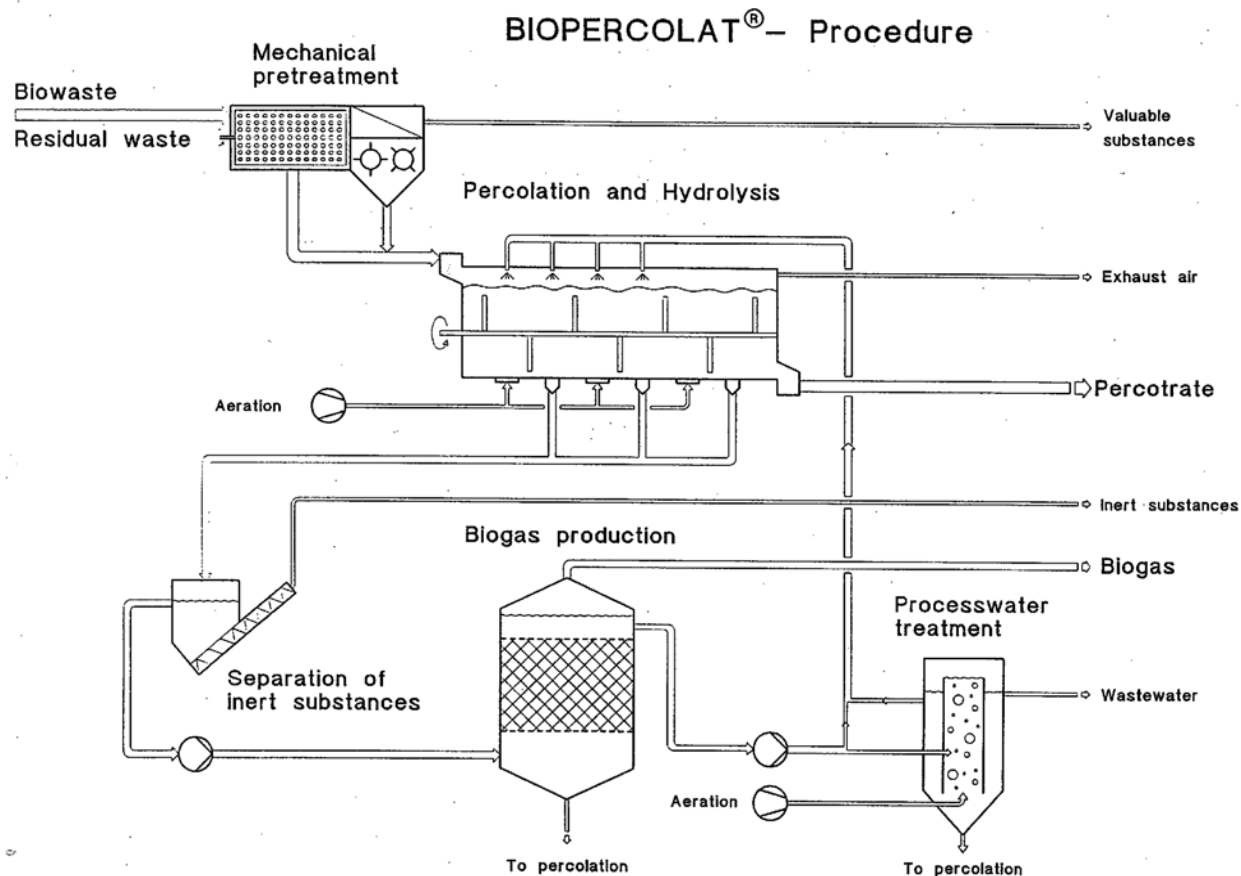 BIOPERCOLAT®- Procedure
Mechanical
pretreatment
Biowaste
Residual waste
Valuable
substances
Percolation and Hydrolysis
Exhaust air
Percotrate
Aeration
Inert substances
Biogas production
Biogas
Processwater
treatment
Separation of
inert substances
Wastewater
Aeration
To percolation
To percolation